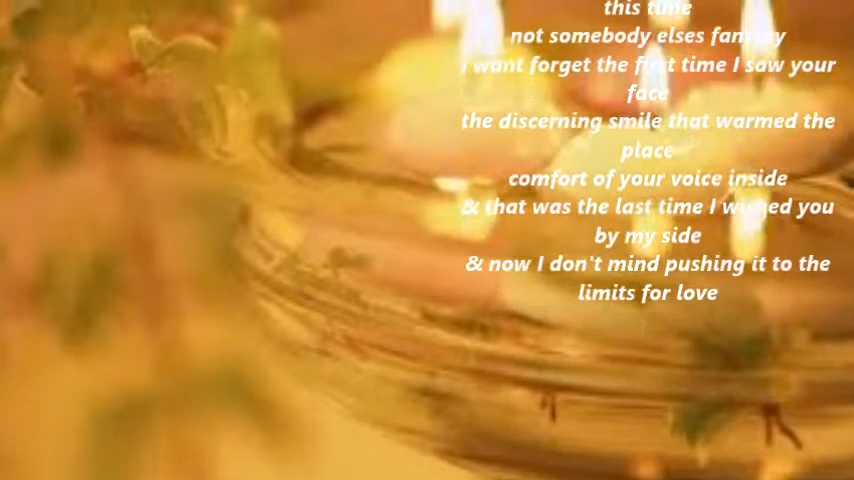 this time
not somebody elses fantasy
I want forget the first time I saw your
face
the discerning smile that warmed the
place
comfort of your voice inside
& that was the last time I wished you
by my side
& now I don't mind pushing it to the
limits for love